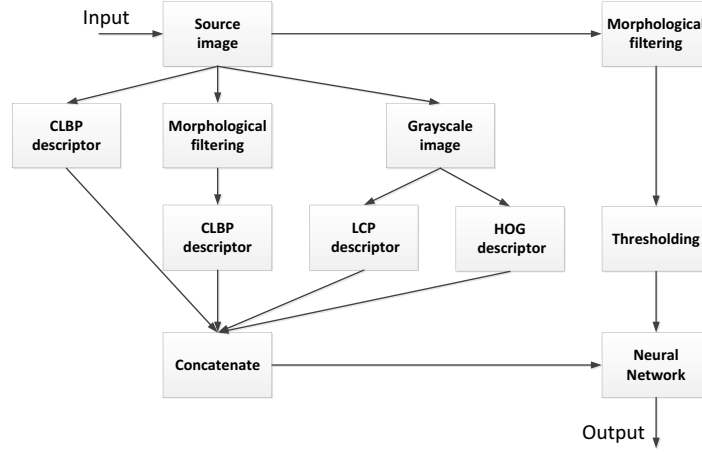 Input
Source
image
Morphological
filtering
CLBP
descriptor
Morphological
filtering
Grayscale
image
CLBP
descriptor
LCP
descriptor
HOG
descriptor
Thresholding
Concatenate
Neural
Network
Output